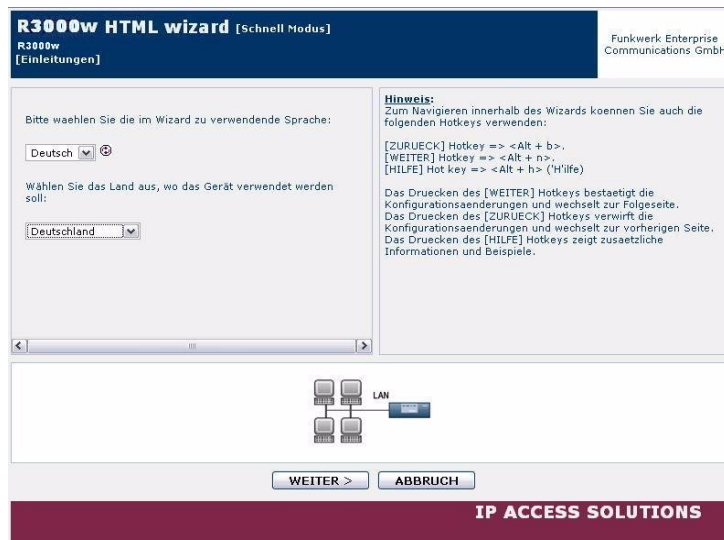 R3000w HTML wizard [Schnell Modus]
R3000w
[Einleitungen]
Funkwerk Enterprise
Communications GmbH
Bitte waehlen Sie die im Wizard zu verwendende Sprache:
Deutsch
Wählen Sie das Land aus, wo das Gerät verwendet werden
soll:
Deutschland
Hinweis:
Zum Navigieren innerhalb des Wizards koennen Sie auch die
folgenden Hotkeys verwenden:
[ZURUECK] Hotkey => <Alt + b>.
[WEITER] Hotkey => <Alt + n>.
[HILFE] Hot key => <Alt + h> ('H'ilfe)
Das Druecken des [WEITER] Hotkeys bestaetigt die
Konfigurationsaenderungen und wechselt zur Folgeseite.
Das Druecken des [ZURUECK] Hotkeys verwirft die
Konfigurationsaenderungen und wechselt zur vorherigen Seite.
Das Druecken des [HILFE] Hotkeys zeigt zusaetzliche
Informationen und Beispiele.
LAN
WEITER >
ABBRUCH
IP ACCESS SOLUTIONS